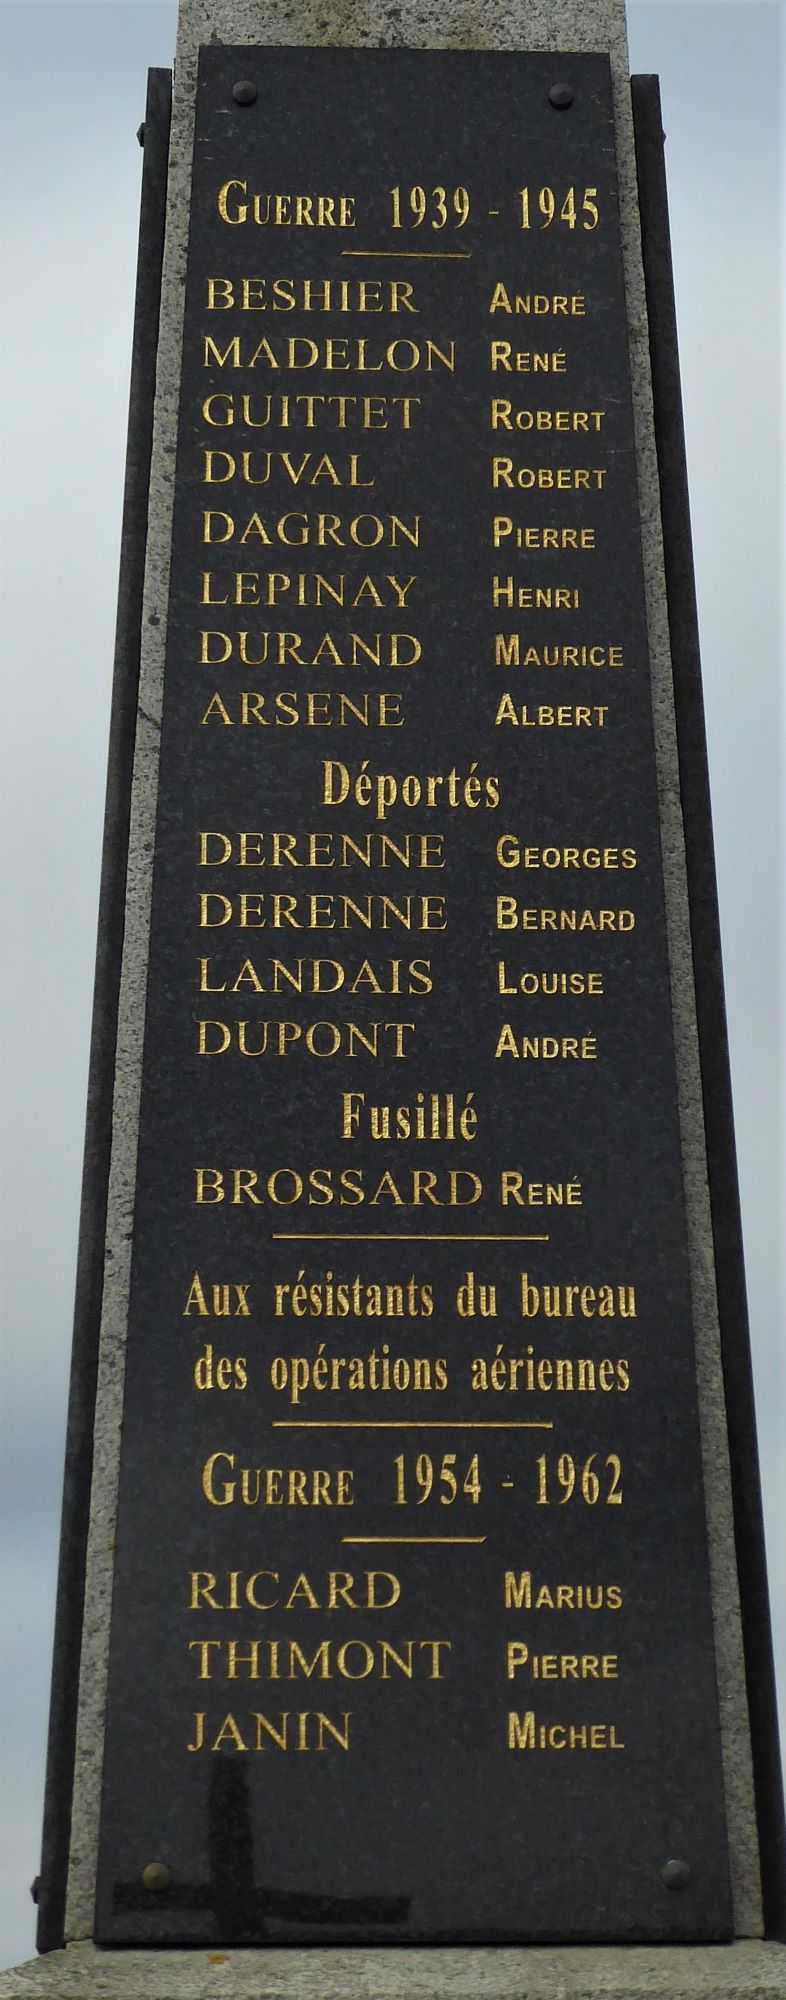 GUERRE 1939 - 1945
BESHIER ANDRÉ
MADELON RENÉ
GUITTET ROBERT
DUVAL ROBERT
DAGRON PIERRE
LEPINAY HENRI
DURAND MAURICE
ARSENE ALBERT
Déportés
DERENNE GEORGES
DERENNE BERNARD
LANDAIS LOUISE
DUPONT ANDRÉ
Fusillé
BROSSARD RENÉ
Aux résistants du bureau
des opérations aériennes
GUERRE 1954 - 1962
RICARD MARIUS
THIMONT PIERRE
JANIN MICHEL